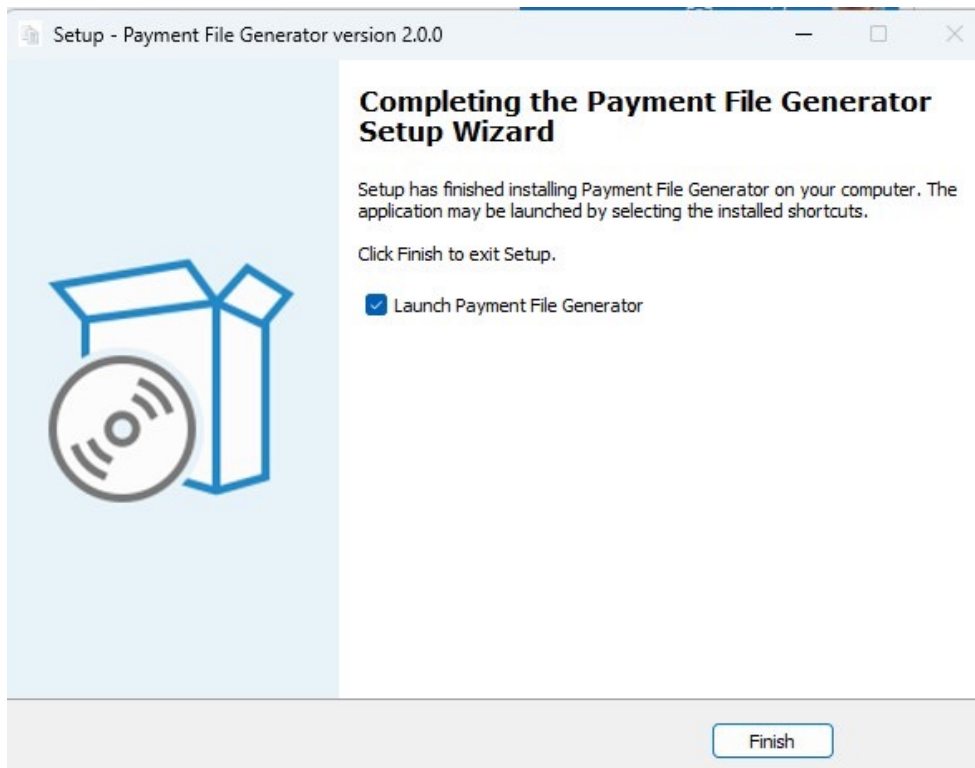 Setup - Payment File Generator version 2.0.0
Completing the Payment File Generator
Setup Wizard
Setup has finished installing Payment File Generator on your computer. The
application may be launched by selecting the installed shortcuts.
Click Finish to exit Setup.
Launch Payment File Generator
Finish